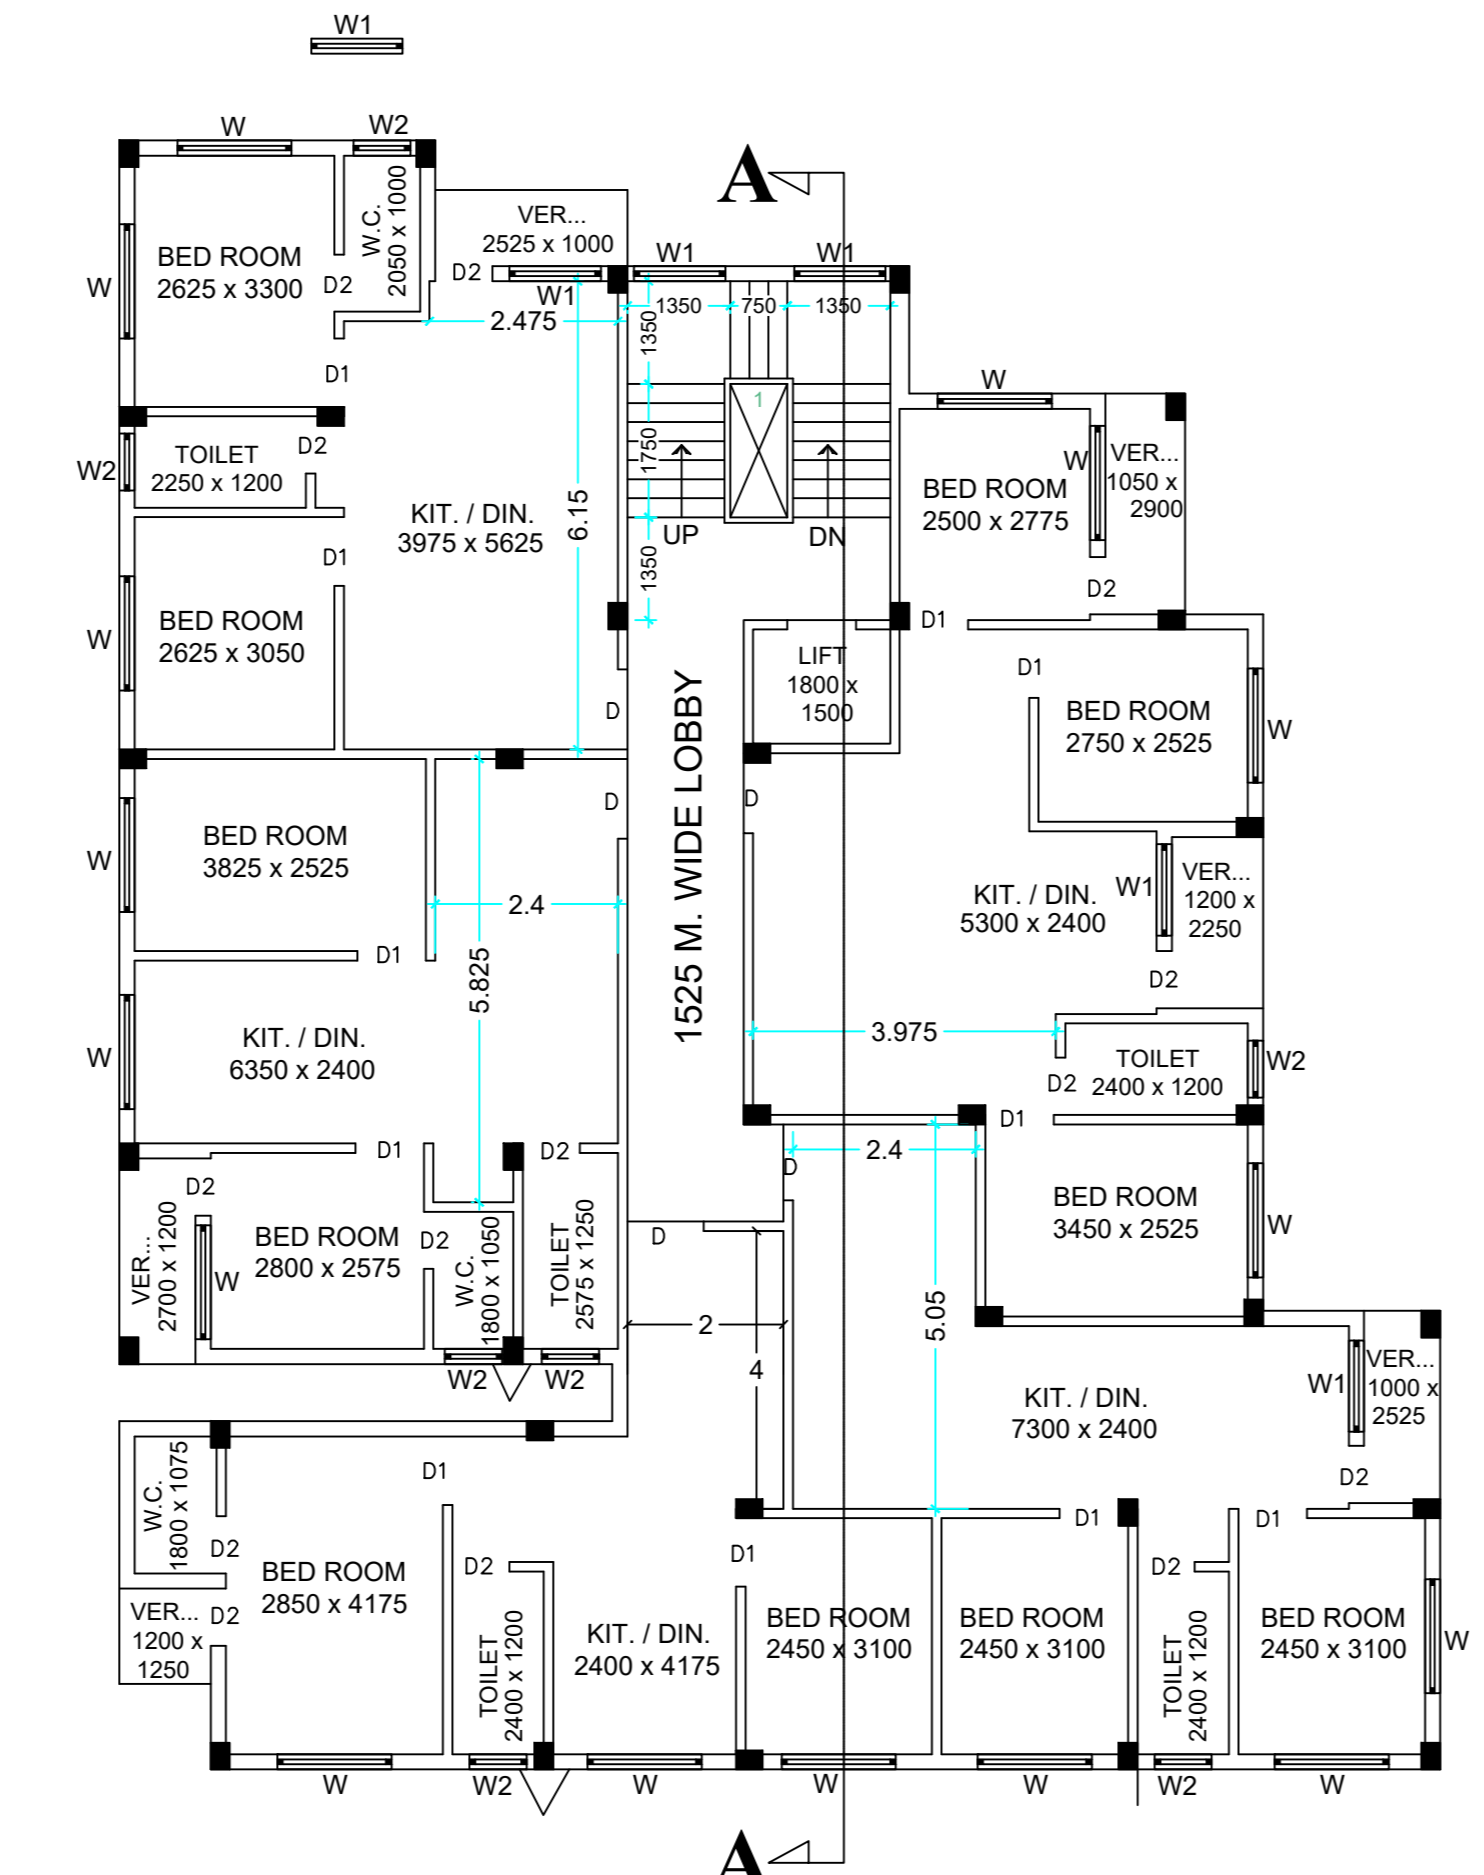 W1
W
W2
A
W.C.
2050 x 1000
VER...
2525 x 1000
W1
W1
BED ROOM
2625 x 3300
W
D2
D2
W1
1350
750
1350
2.475
1350
D1
W
1
TOILET
2250 x 1200
D2
W2
1750
W
VER...
1050 x
2900
BED ROOM
2500 x 2775
KIT. / DIN.
3975 x 5625
6.15
UP
DN
D1
1350
D2
BED ROOM
2625 x 3050
W
D1
LIFT
1800 x
1500
D1
D
BED ROOM
2750 x 2525
W
1525 M. WIDE LOBBY
D
D
BED ROOM
3825 x 2525
W
2.4
KIT. / DIN.
5300 x 2400
W1
VER...
1200 x
2250
D1
5.825
D2
KIT. / DIN.
6350 x 2400
W
3.975
TOILET
2400 x 1200
W2
D2
D1
D1
D2
2.4
D
D2
VER...
2700 x 1200
BED ROOM
2800 x 2575
W
D2
W.C.
1800 x 1050
TOILET
2575 x 1250
D
BED ROOM
3450 x 2525
W
2
5.05
4
W2
W2
KIT. / DIN.
7300 x 2400
W1
VER...
1000 x
2525
D1
W.C.
1800 x 1075
D2
D2
D1
D1
D1
BED ROOM
2850 x 4175
D2
D2
VER...
1200 x
1250
D2
TOILET
2400 x 1200
KIT. / DIN.
2400 x 4175
BED ROOM
2450 x 3100
BED ROOM
2450 x 3100
TOILET
2400 x 1200
BED ROOM
2450 x 3100
W
W
W2
W
W
W
W2
W
A